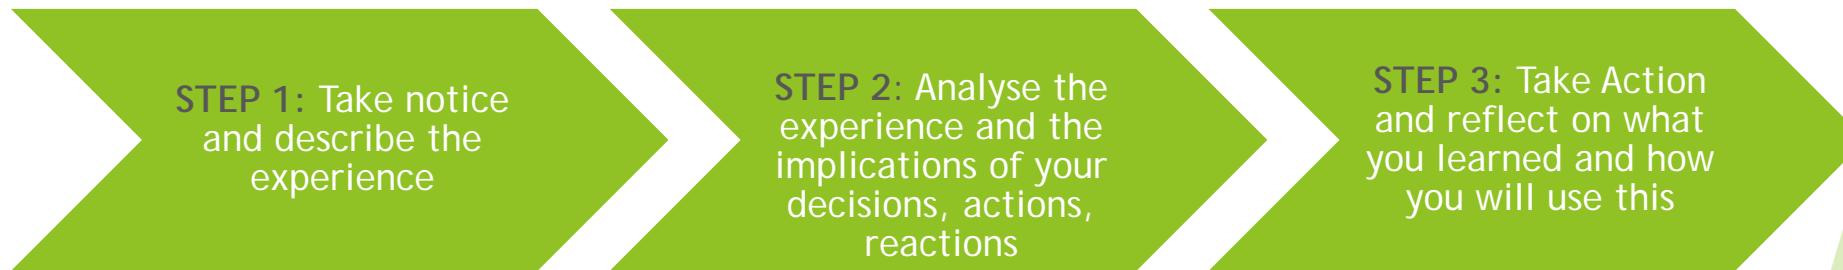 STEP 1: Take notice
and describe the
experience
STEP 2: Analyse the
experience and the
implications of your
decisions, actions,
reactions
STEP 3: Take Action
and reflect on what
you learned and how
you will use this